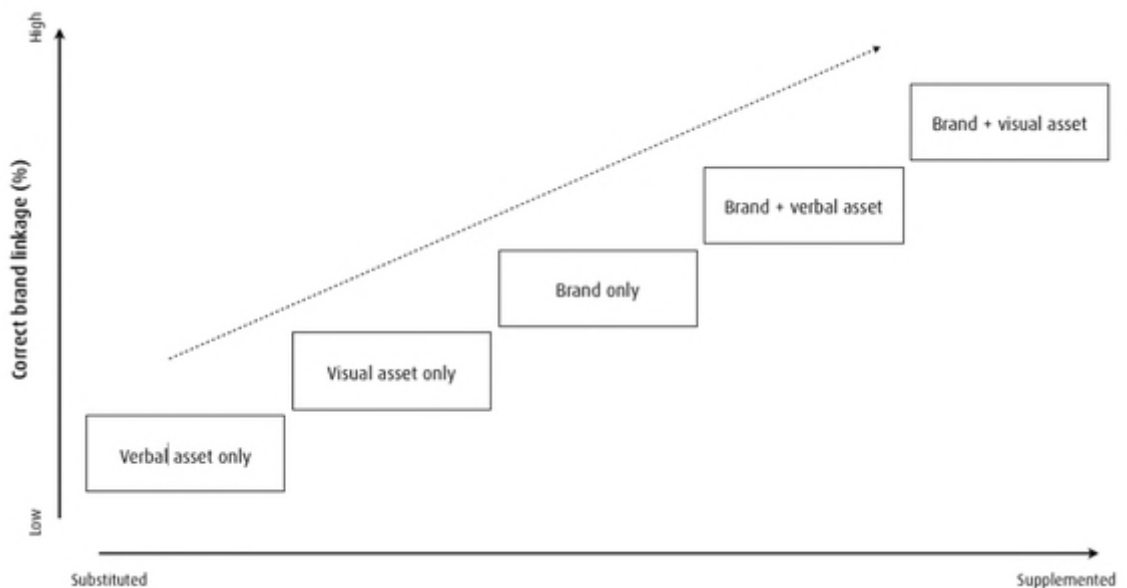 High
Brand + visual asset
Brand + verbal asset
Brand only
Visual asset only
Verbal asset only
Correct brand linkage (%)
Low
Substituted
Supplemented